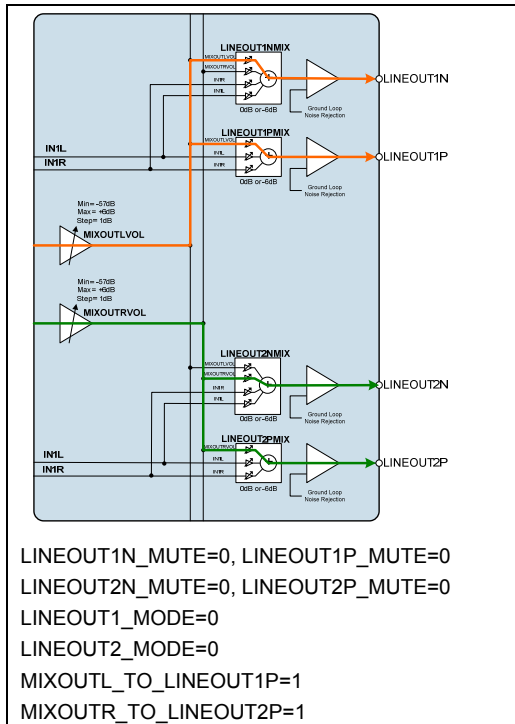 LINEOUT1NMIX
MIXOUTLVOL
MIXOUTRVOL
IN1R
IN1L
LINEOUT1N
0dB or -6dB
Ground Loop
Noise Rejection
LINEOUT1PMIX
MIXOUTLVOL
IN1L
IN1L
LINEOUT1P
IN1R
IN1R
0dB or -6dB
Ground Loop
Noise Rejection
Min= -57dB
Max= +6dB
Step= 1dB
MIXOUTLVOL
Min= -57dB
Max= +6dB
Step= 1dB
MIXOUTRVOL
LINEOUT2NMIX
MIXOUTLVOL
MIXOUTRVOL
IN1R
IN1L
LINEOUT2N
0dB or -6dB
Ground Loop
Noise Rejection
LINEOUT2PMIX
MIXOUTRVOL
IN1L
IN1L
LINEOUT2P
IN1R
IN1R
0dB or -6dB
Ground Loop
Noise Rejection
LINEOUT1N_MUTE=0, LINEOUT1P_MUTE=0
LINEOUT2N_MUTE=0, LINEOUT2P_MUTE=0
LINEOUT1_MODE=0
LINEOUT2_MODE=0
MIXOUTL_TO_LINEOUT1P=1
MIXOUTR_TO_LINEOUT2P=1